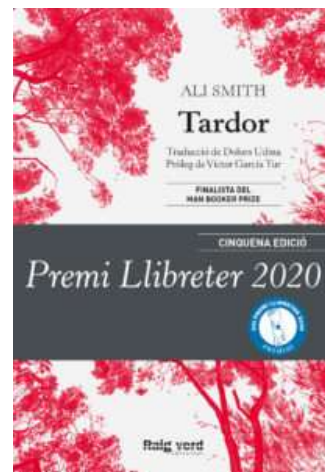 ALI SMITH
Tardor
Traducció de Dolors Udina
Pròleg de Víctor García Tur
FINALISTA DEL
MAN BOOKER PRIZE
CINQUENA EDICIÓ
Premi Llibreter 2020
Raig verd